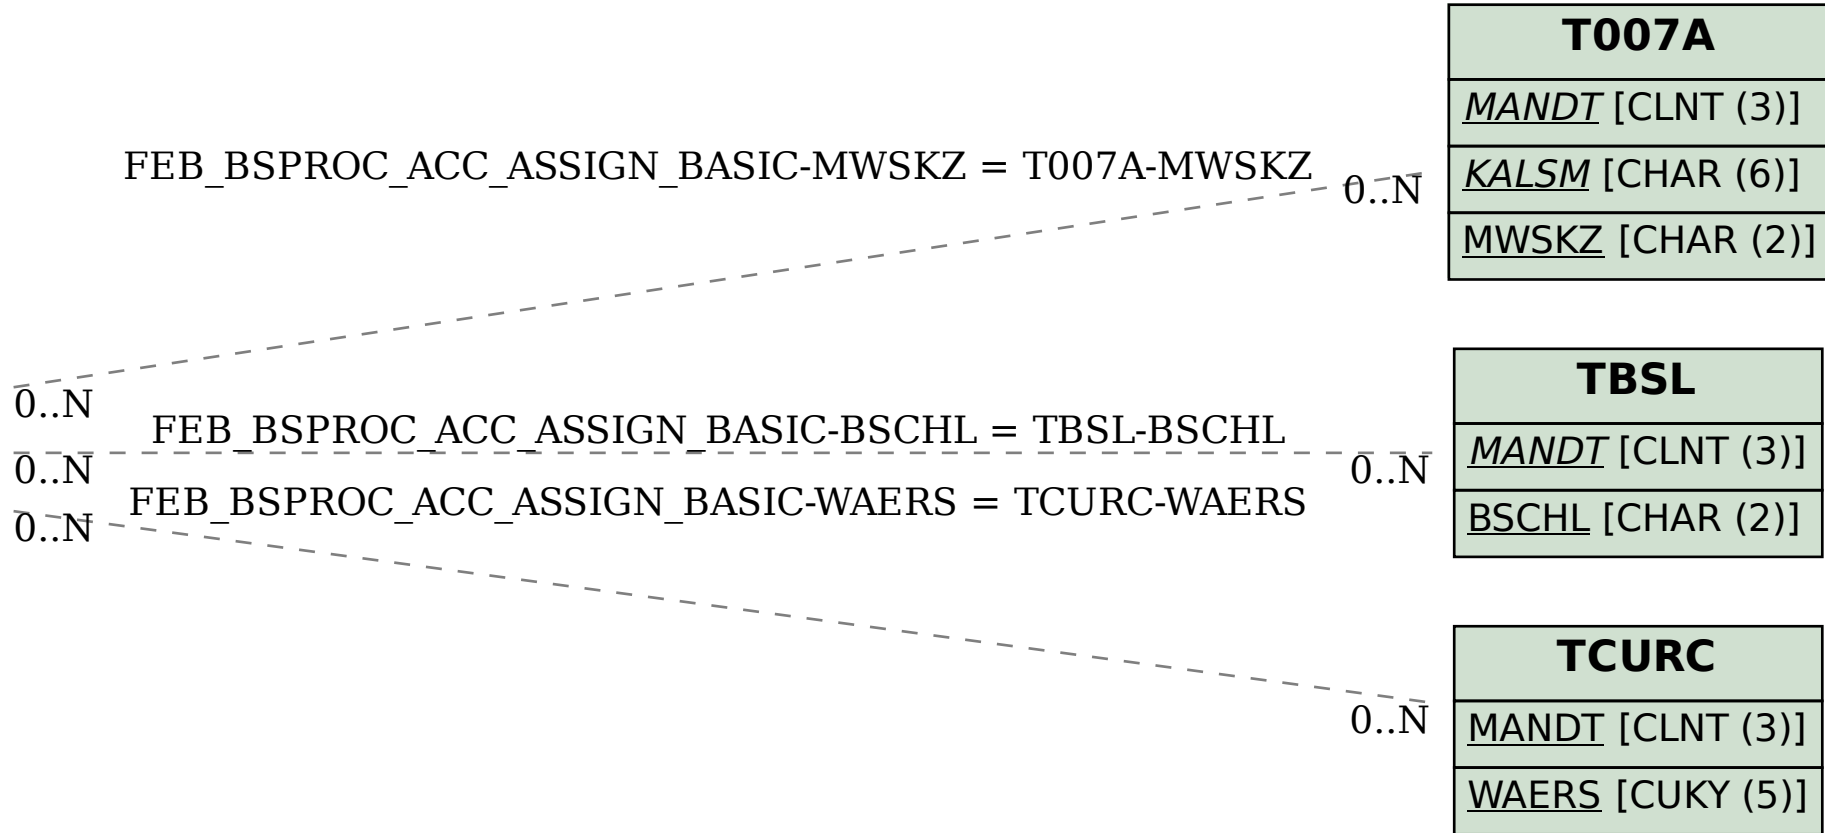 T007A
MANDT [CLNT (3)]
KALSM [CHAR (6)]
MWSKZ [CHAR (2)]
FEB_BSPROC_ACC_ASSIGN_BASIC-MWSKZ = T007A-MWSKZ
0..N
0..N
FEB_BSPROC_ACC_ASSIGN_BASIC-BSCHL = TBSL-BSCHL
0..N
0..N
TBSL
MANDT [CLNT (3)]
BSCHL [CHAR (2)]
FEB_BSPROC_ACC_ASSIGN_BASIC-WAERS = TCURC-WAERS
0..N
0..N
TCURC
MANDT [CLNT (3)]
WAERS [CUKY (5)]